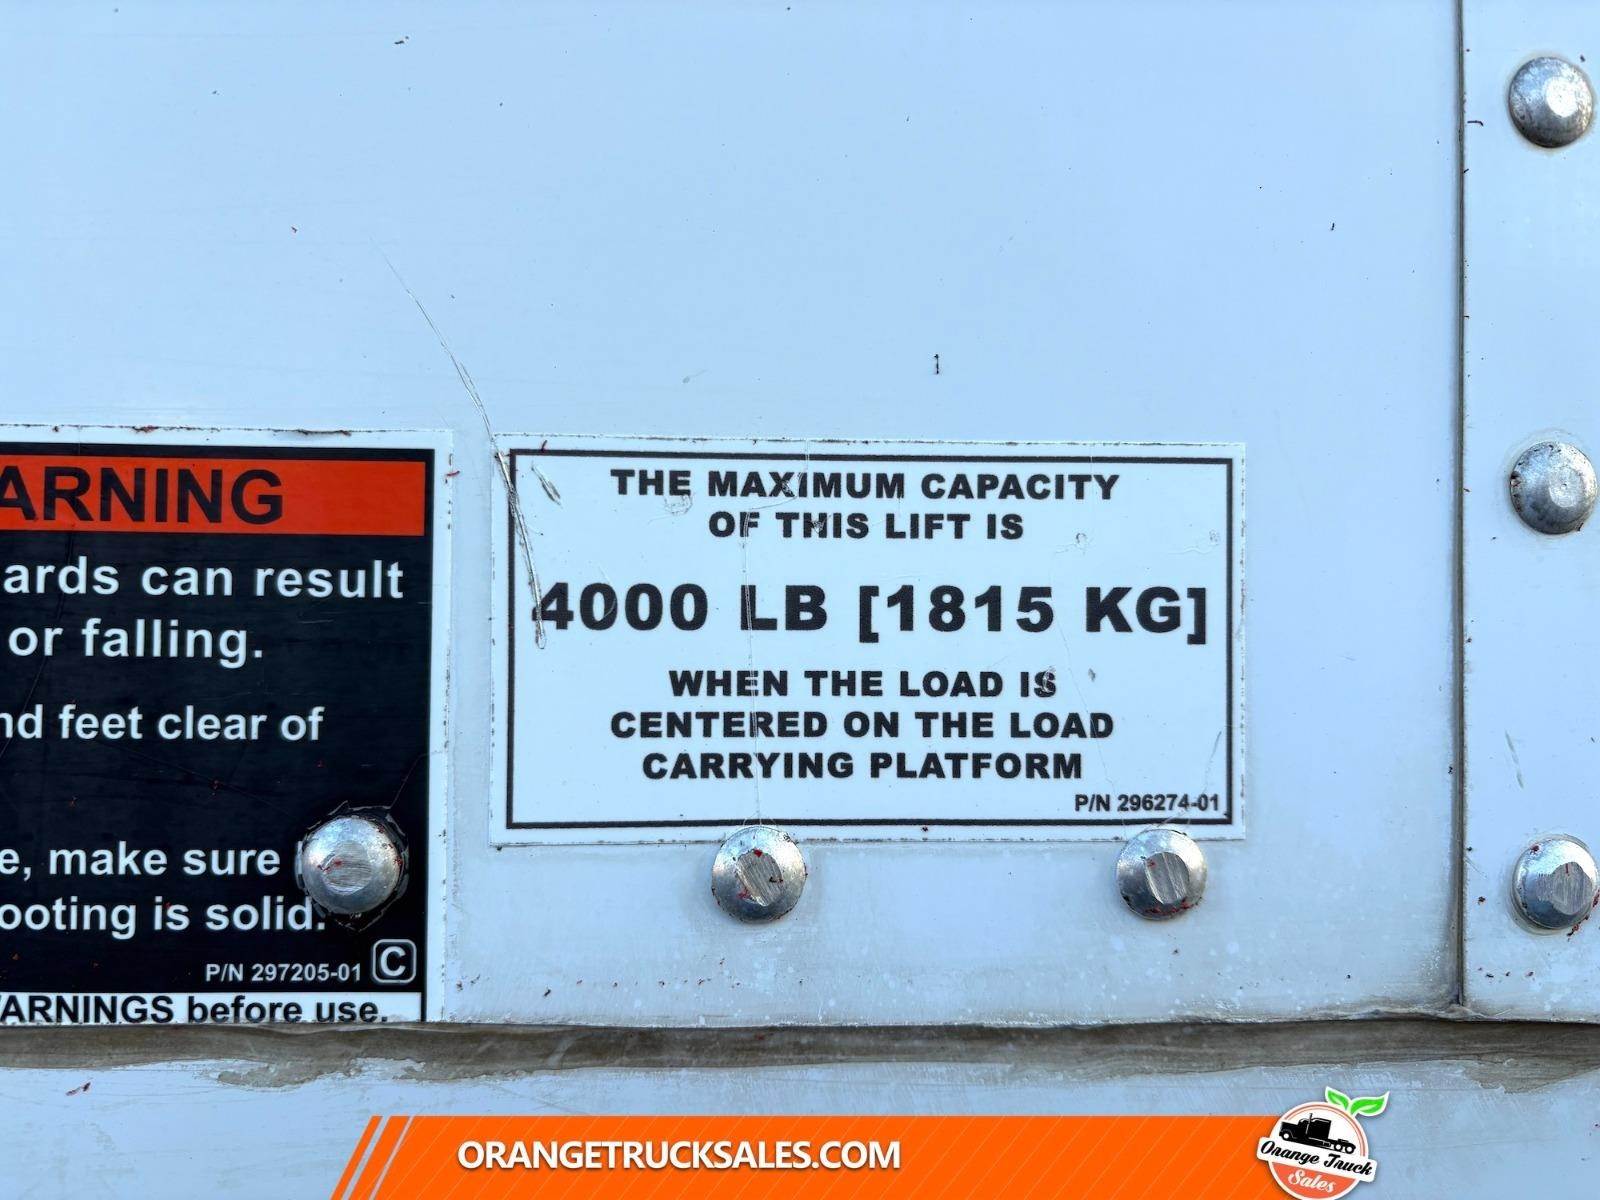 ARNING
ards can result
or falling.
nd feet clear of
e, make sure
ooting is solid.
P/N 297205-01 C
ARNINGS before use.
THE MAXIMUM CAPACITY
OF THIS LIFT IS
4000 LB [1815 KG]
WHEN THE LOAD IS
CENTERED ON THE LOAD
CARRYING PLATFORM
P/N 296274-01
ORANGETRUCKSALES.COM
Orange Truck
Sales